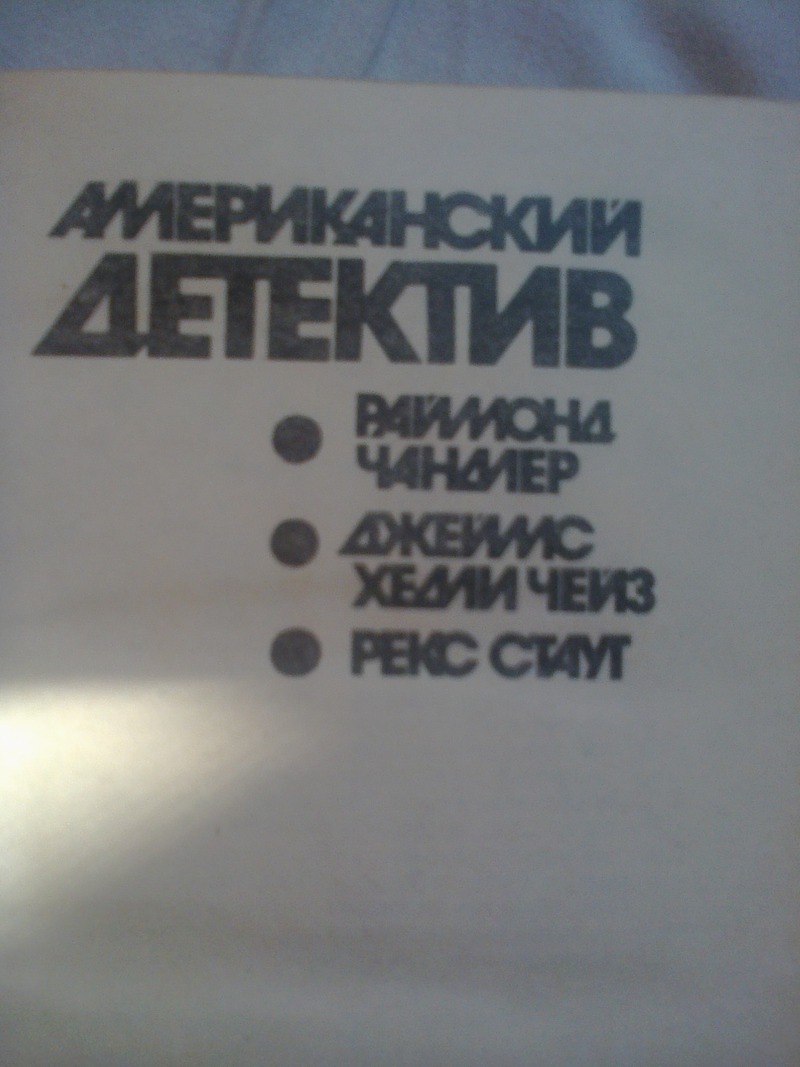 АМЕРИКАНСКИЙ
ДЕТЕКТИВ
РАЙМОНД
ЧАНДЛЕР
ДЖЕЙМС
ХЕДЛИ ЧЕЙЗ
РЕКС СТАУТ